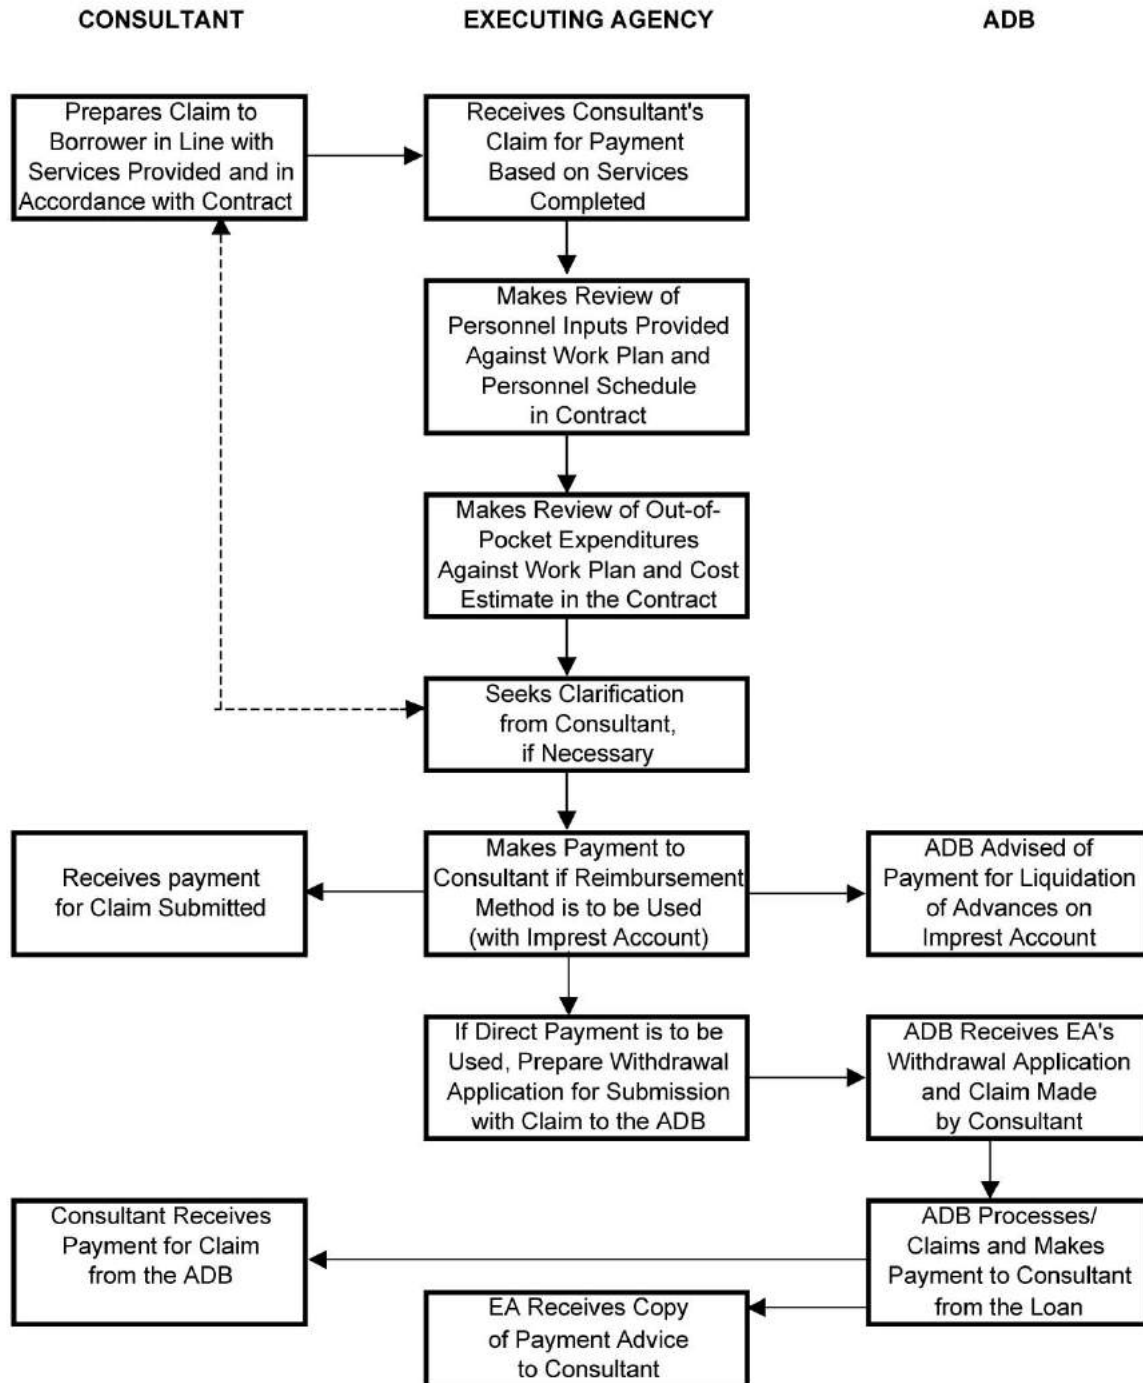 CONSULTANT
EXECUTING AGENCY
ADB
Prepares Claim to
Borrower in Line with
Services Provided and in
Accordance with Contract
Receives Consultant's
Claim for Payment
Based on Services
Completed
Makes Review of
Personnel Inputs Provided
Against Work Plan and
Personnel Schedule
in Contract
Makes Review of Out-of-
Pocket Expenditures
Against Work Plan and Cost
Estimate in the Contract
Seeks Clarification
from Consultant,
if Necessary
Receives payment
for Claim Submitted
Makes Payment to
Consultant if Reimbursement
Method is to be Used
(with Imprest Account)
ADB Advised of
Payment for Liquidation
of Advances on
Imprest Account
If Direct Payment is to be
Used, Prepare Withdrawal
Application for Submission
with Claim to the ADB
ADB Receives EA's
Withdrawal Application
and Claim Made
by Consultant
Consultant Receives
Payment for Claim
from the ADB
ADB Processes/
Claims and Makes
Payment to Consultant
from the Loan
EA Receives Copy
of Payment Advice
to Consultant